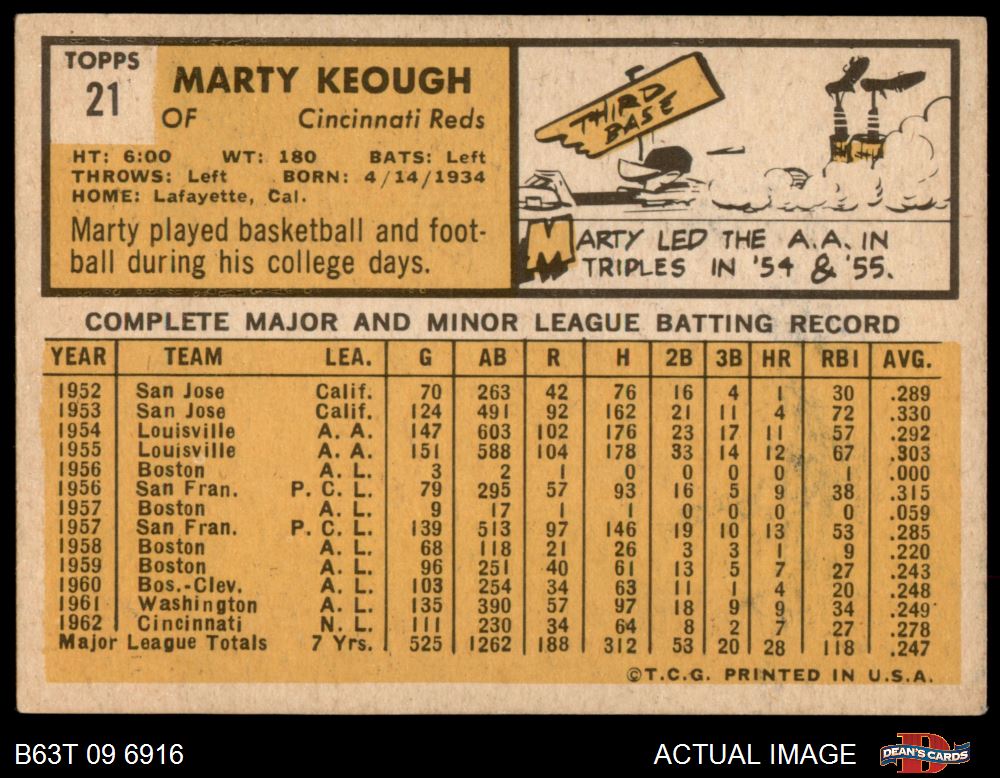 TOPPS
21
MARTY KEOUGH
OF Cincinnati Reds
HT: 6:00 WT: 180 BATS: Left
THROWS: Left BORN: 4/14/1934
HOME: Lafayette, Cal.
Marty played basketball and foot-
ball during his college days.
THIRD
BASE
MARTY LED THE A.A. IN
TRIPLES IN '54 & '55.
COMPLETE MAJOR AND MINOR LEAGUE BATTING RECORD
YEAR TEAM LEA. G AB R H 2B 3B HR RBI AVG.
1952 San Jose Calif. 70 263 42 76 16 4 1 30 .289
1953 San Jose Calif. 124 491 92 162 21 11 4 72 .330
1954 Louisville A. A. 147 603 102 176 23 17 11 57 .292
1955 Louisville A. A. 151 588 104 178 33 14 12 67 .303
1956 Boston A. L. 3 2 1 0 0 0 0 1 .000
1956 San Fran. P. C. L. 79 295 57 93 16 5 9 38 .315
1957 Boston A. L. 9 17 1 1 0 0 0 0 .059
1957 San Fran. P. C. L. 139 513 97 146 19 10 13 53 .285
1958 Boston A. L. 68 118 21 26 3 3 1 9 .220
1959 Boston A. L. 96 251 40 61 13 5 7 27 .243
1960 Bos.-Clev. A. L. 103 254 34 63 11 1 4 20 .248
1961 Washington A. L. 135 390 57 97 18 9 9 34 .249
1962 Cincinnati N. L. 111 230 34 64 8 2 7 27 .278
Major League Totals 7 Yrs. 525 1262 188 312 53 20 28 118 .247
©T.C.G. PRINTED IN U.S.A.
B63T 09 6916 ACTUAL IMAGE DEAN'S CARDS